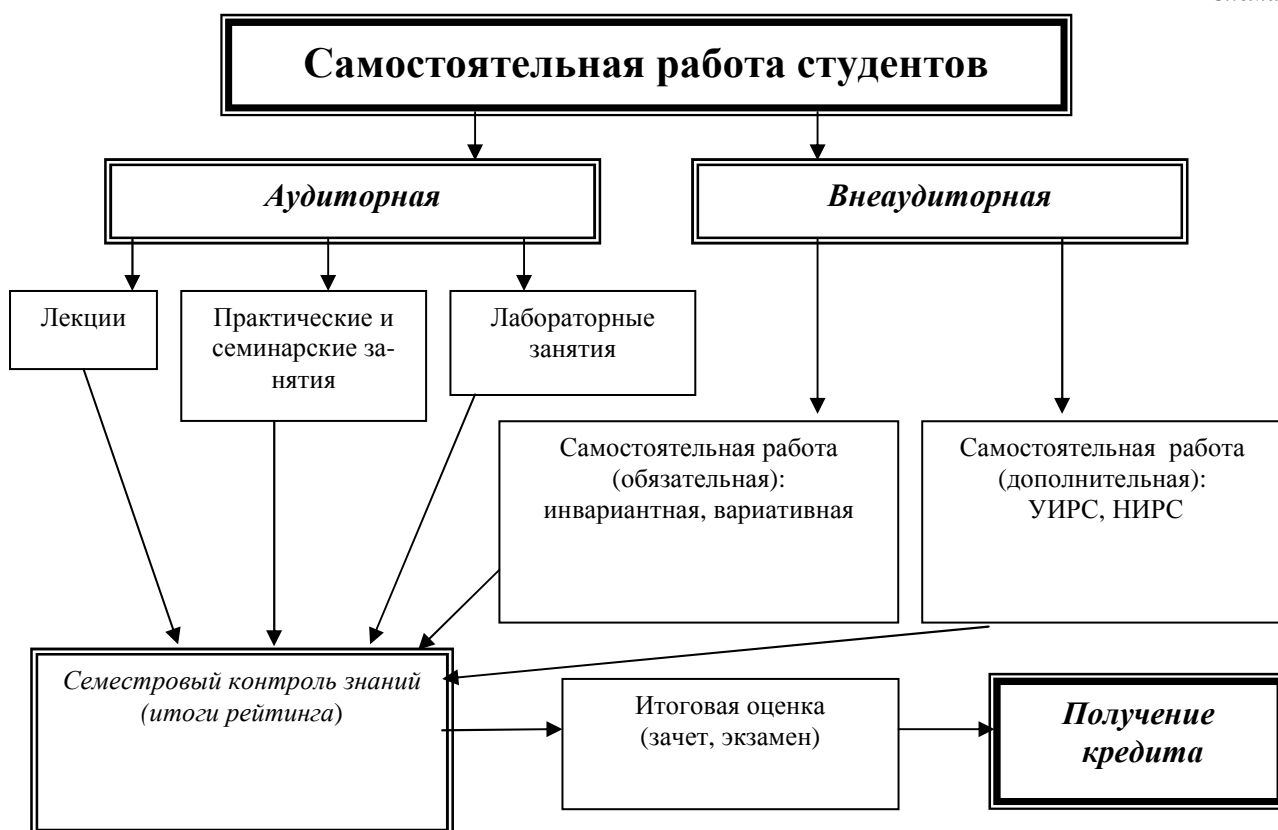 Самостоятельная работа студентов
Аудиторная
Внеаудиторная
Лекции
Практические и
семинарские за-
нятия
Лабораторные
занятия
Самостоятельная работа
(обязательная):
инвариантная, вариативная
Самостоятельная работа
(дополнительная):
УИРС, НИРС
Семестровый контроль знаний
(итоги рейтинга)
Итоговая оценка
(зачет, экзамен)
Получение
кредита